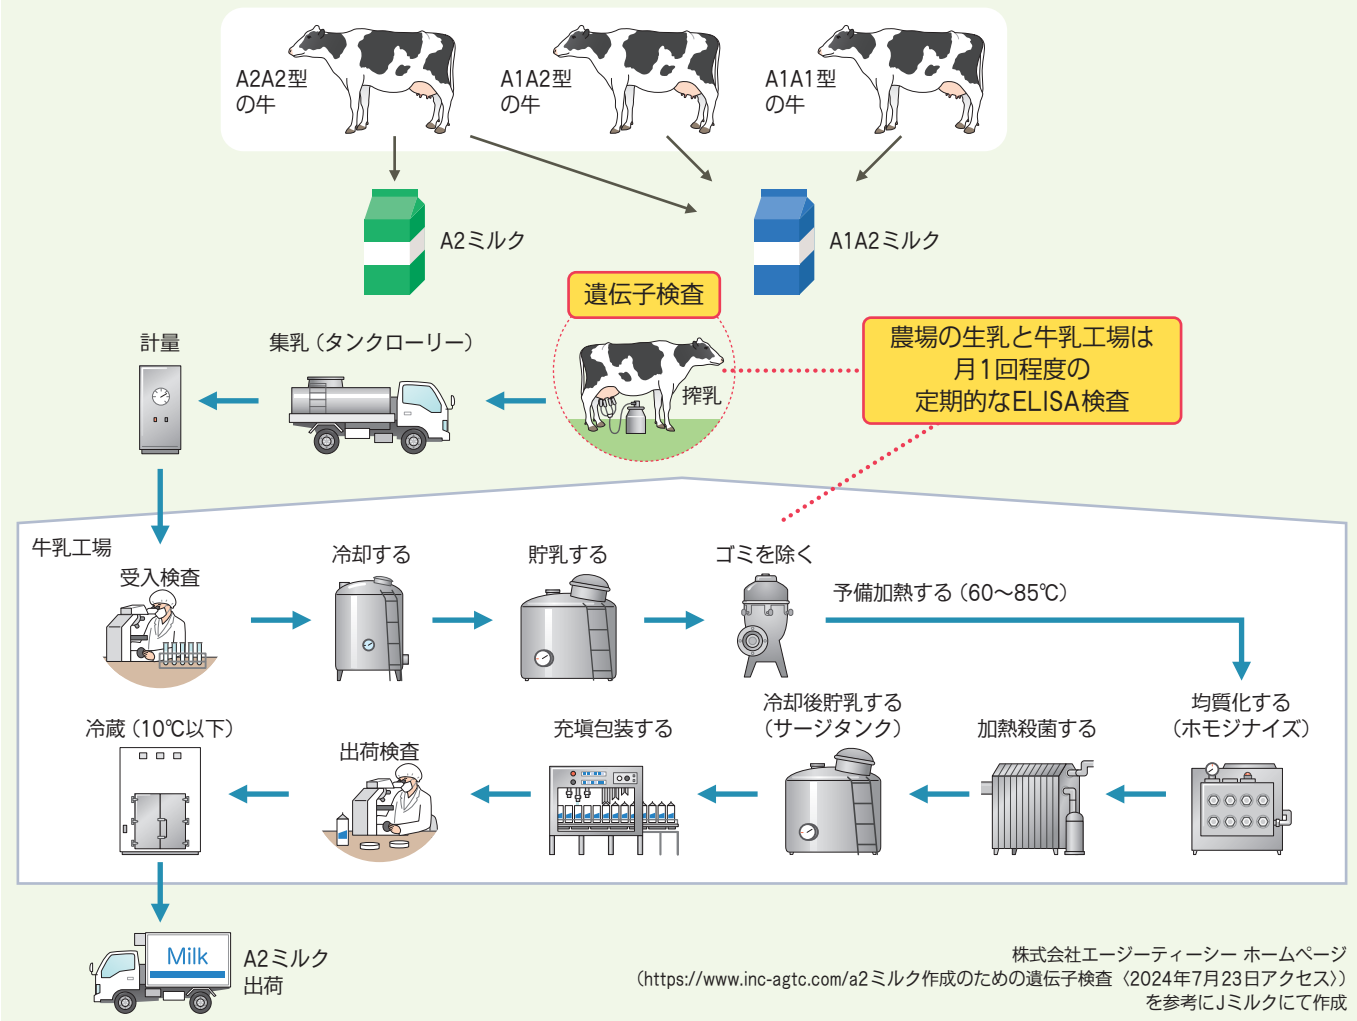 A2A2型
の牛
A1A2型
の牛
A1A1型
の牛
A2ミルク
A1A2ミルク
遺伝子検査
農場の生乳と牛乳工場は
月1回程度の
定期的なELISA検査
計量
集乳（タンクローリー）
搾乳
牛乳工場
受入検査
冷却する
貯乳する
ゴミを除く
予備加熱する（60～85℃）
均質化する
（ホモジナイズ）
加熱殺菌する
冷却後貯乳する
（サージタンク）
充塡包装する
出荷検査
冷蔵（10℃以下）
Milk
A2ミルク
出荷
株式会社エージーティーシー ホームページ
（https://www.inc-agtc.com/a2ミルク作成のための遺伝子検査〈2024年7月23日アクセス〉）
を参考にJミルクにて作成